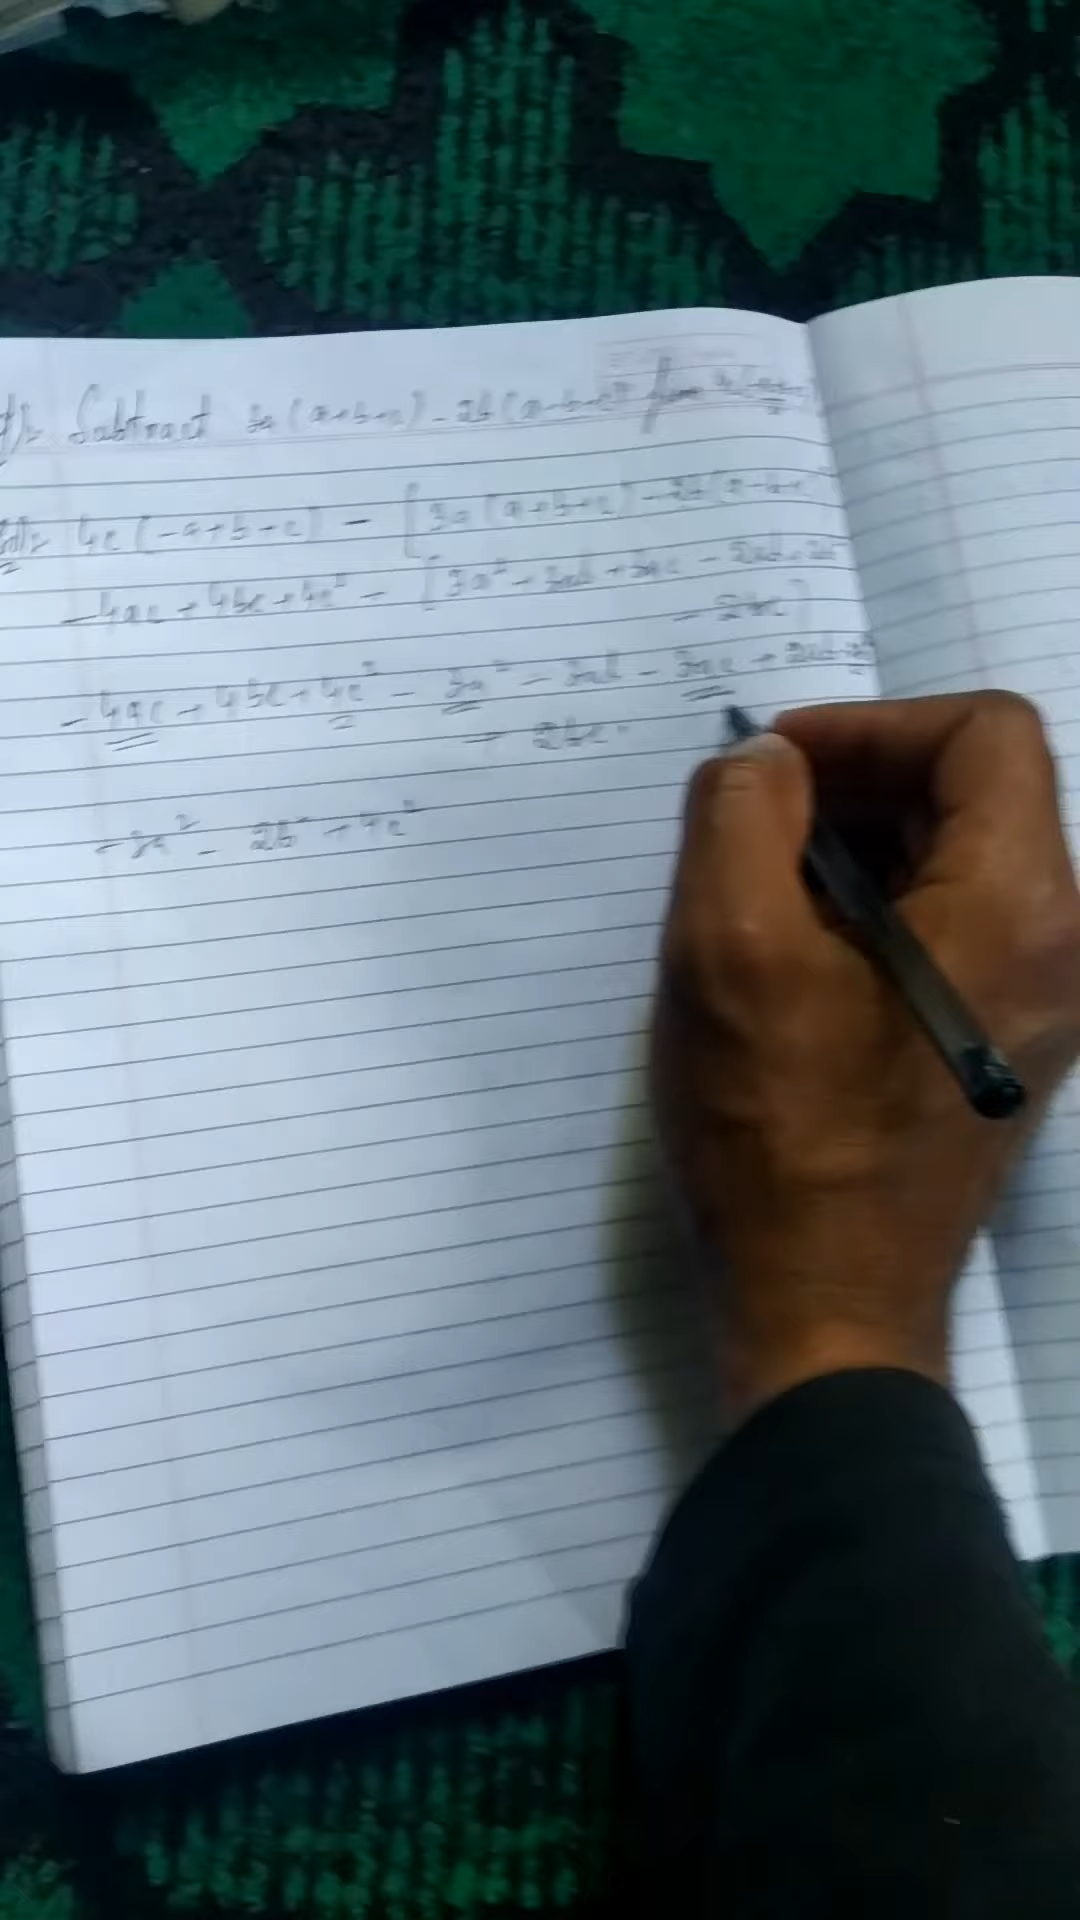 Subtract 3a(a+b+c) - 2b(a-b+c) from 4c(
4c(-a+b+c) - [3a(a+b+c) - 2b(a-b+c
-4ac + 4bc + 4c² - [3a² + 3ab + 3ac - 2ab + 2b²
- 2bc]
-4ac + 4bc + 4c² - 3a² - 3ab - 3ac + 2ab - 2b²
+ 2bc.
-3a² - 2b² + 4c²